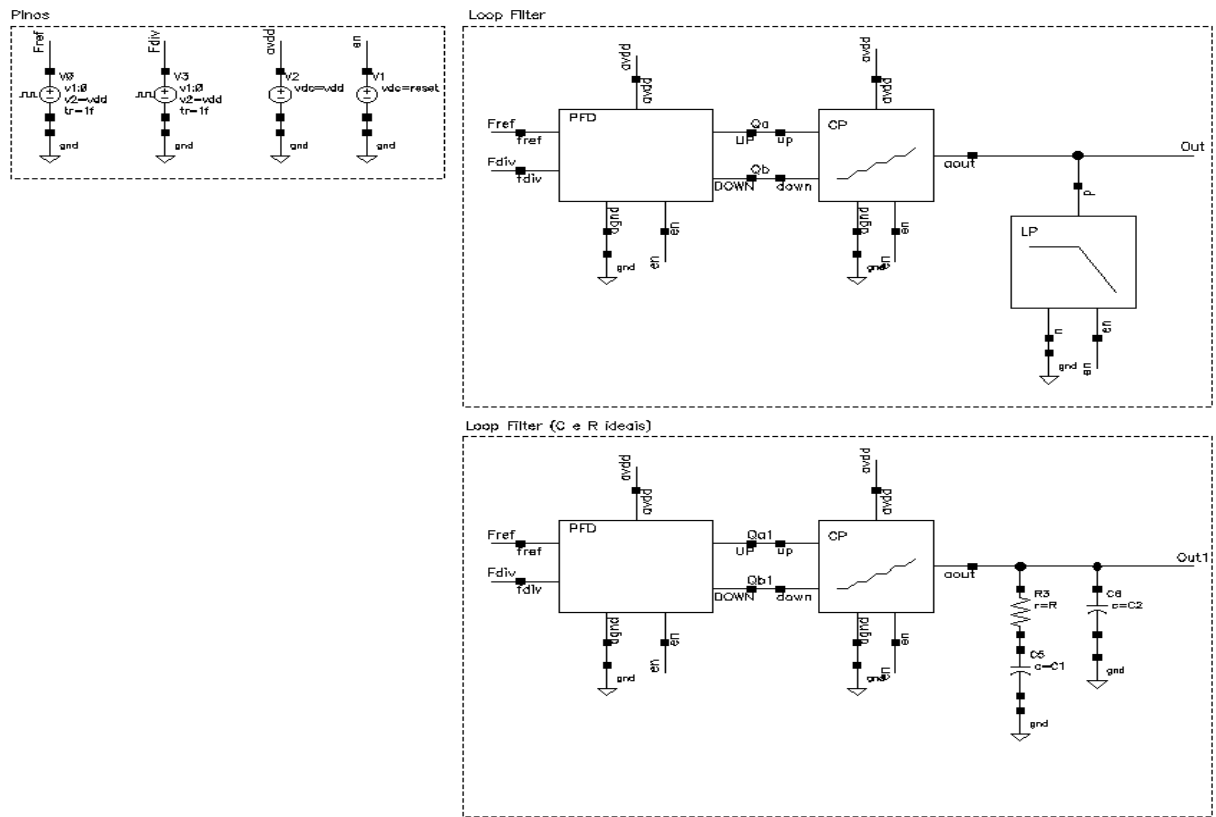 Pinos
Fref
V0
v1:0
v2=vdd
tr=1f
gnd
Fdiv
V3
v1:0
v2=vdd
tr=1f
gnd
avdd
V2
vdc=vdd
gnd
en
V1
vdc=reset
gnd
Loop Filter
avdd
avdd
PFD
Fref
fref
Fdiv
fdiv
Qa
UP
up
Qb
DOWN
down
agnd
gnd
en
en
avdd
avdd
CP
aout
agnd
gnd
en
en
Out
p
LP
n
gnd
en
en
Loop Filter (C e R ideais)
avdd
avdd
PFD
Fref
fref
Fdiv
fdiv
Qa1
UP
up
Qb1
DOWN
down
agnd
gnd
en
en
avdd
avdd
CP
aout
agnd
gnd
en
en
Out1
R3
r=R
C5
c=C1
gnd
C6
c=C2
gnd